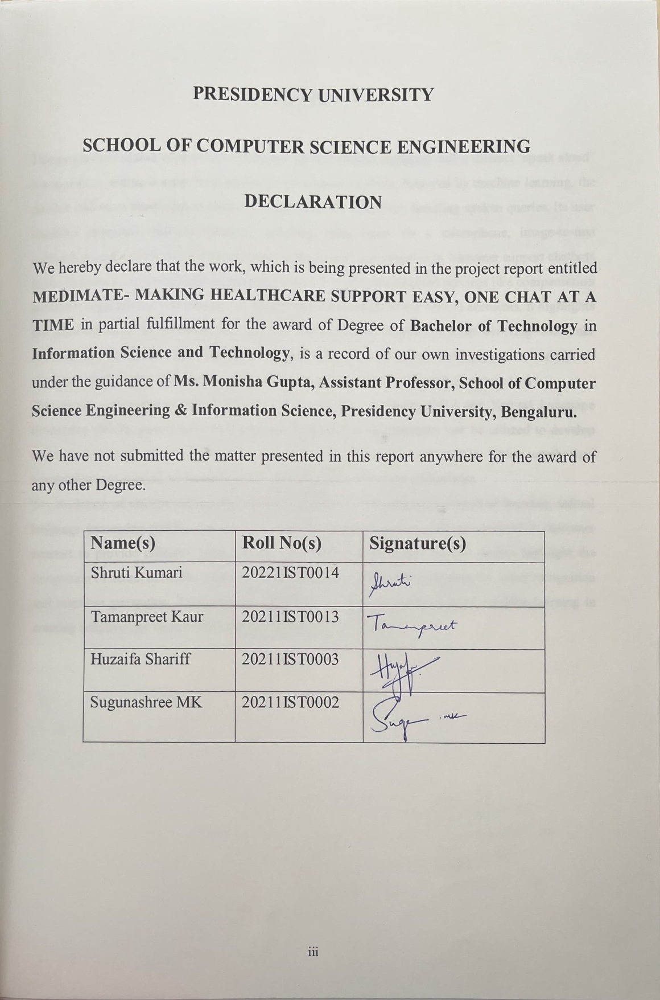 PRESIDENCY UNIVERSITY
SCHOOL OF COMPUTER SCIENCE ENGINEERING
DECLARATION
We hereby declare that the work, which is being presented in the project report entitled
MEDIMATE- MAKING HEALTHCARE SUPPORT EASY, ONE CHAT AT A
TIME in partial fulfillment for the award of Degree of Bachelor of Technology in
Information Science and Technology, is a record of our own investigations carried
under the guidance of Ms. Monisha Gupta, Assistant Professor, School of Computer
Science Engineering & Information Science, Presidency University, Bengaluru.
We have not submitted the matter presented in this report anywhere for the award of
any other Degree.
Name(s) Roll No(s) Signature(s)
Shruti Kumari 20221IST0014 Shruti
Tamanpreet Kaur 20211IST0013 Tamanpreet
Huzaifa Shariff 20211IST0003
Sugunashree MK 20211IST0002
iii